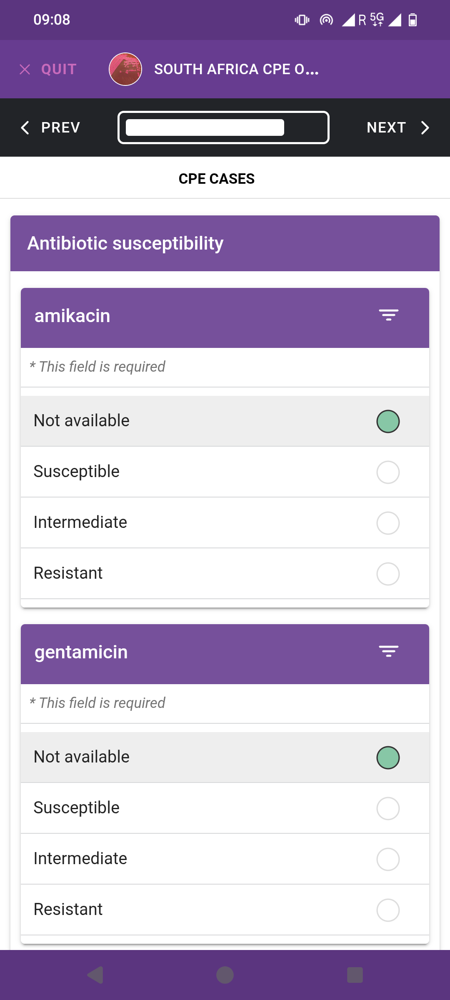 09:08
R 5G
QUIT
SOUTH AFRICA CPE O...
PREV
NEXT
CPE CASES
Antibiotic susceptibility
amikacin
* This field is required
Not available
Susceptible
Intermediate
Resistant
gentamicin
* This field is required
Not available
Susceptible
Intermediate
Resistant